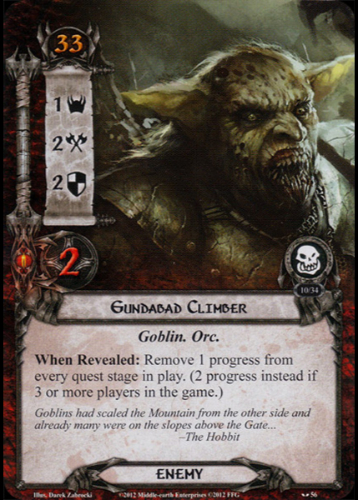 33
1
2
2
2
10/34
Sundabad Climber
Goblin. Orc.
When Revealed: Remove 1 progress from
every quest stage in play. (2 progress instead if
3 or more players in the game.)
Goblins had scaled the Mountain from the other side and
already many were on the slopes above the Gate...
–The Hobbit
ENEMY
Illus. Darek Zabrocki ©2012 Middle-earth Enterprises ©2012 FFG 56